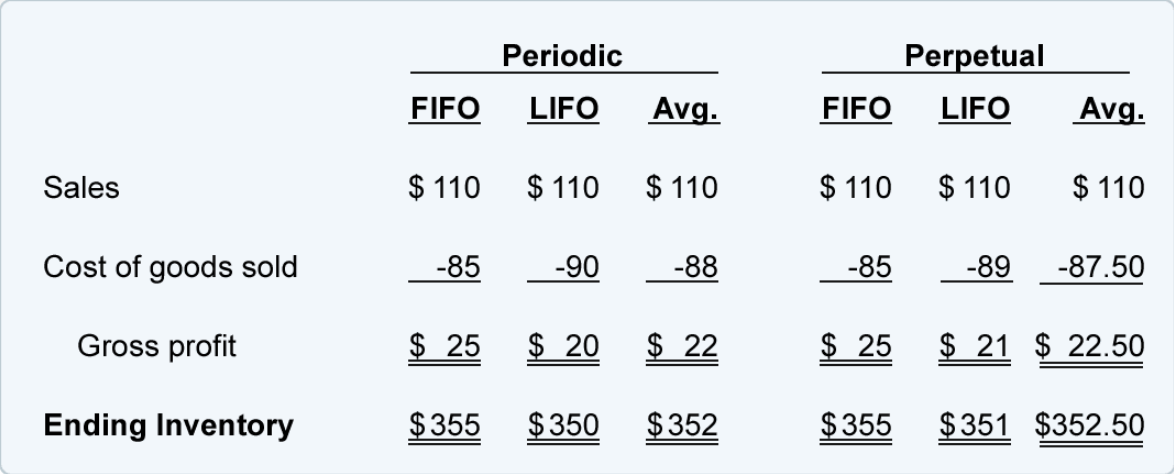 Periodic Perpetual
FIFO LIFO Avg. FIFO LIFO Avg.
Sales $ 110 $ 110 $ 110 $ 110 $ 110 $ 110
Cost of goods sold -85 -90 -88 -85 -89 -87.50
Gross profit $ 25 $ 20 $ 22 $ 25 $ 21 $ 22.50
Ending Inventory $355 $350 $352 $355 $351 $352.50